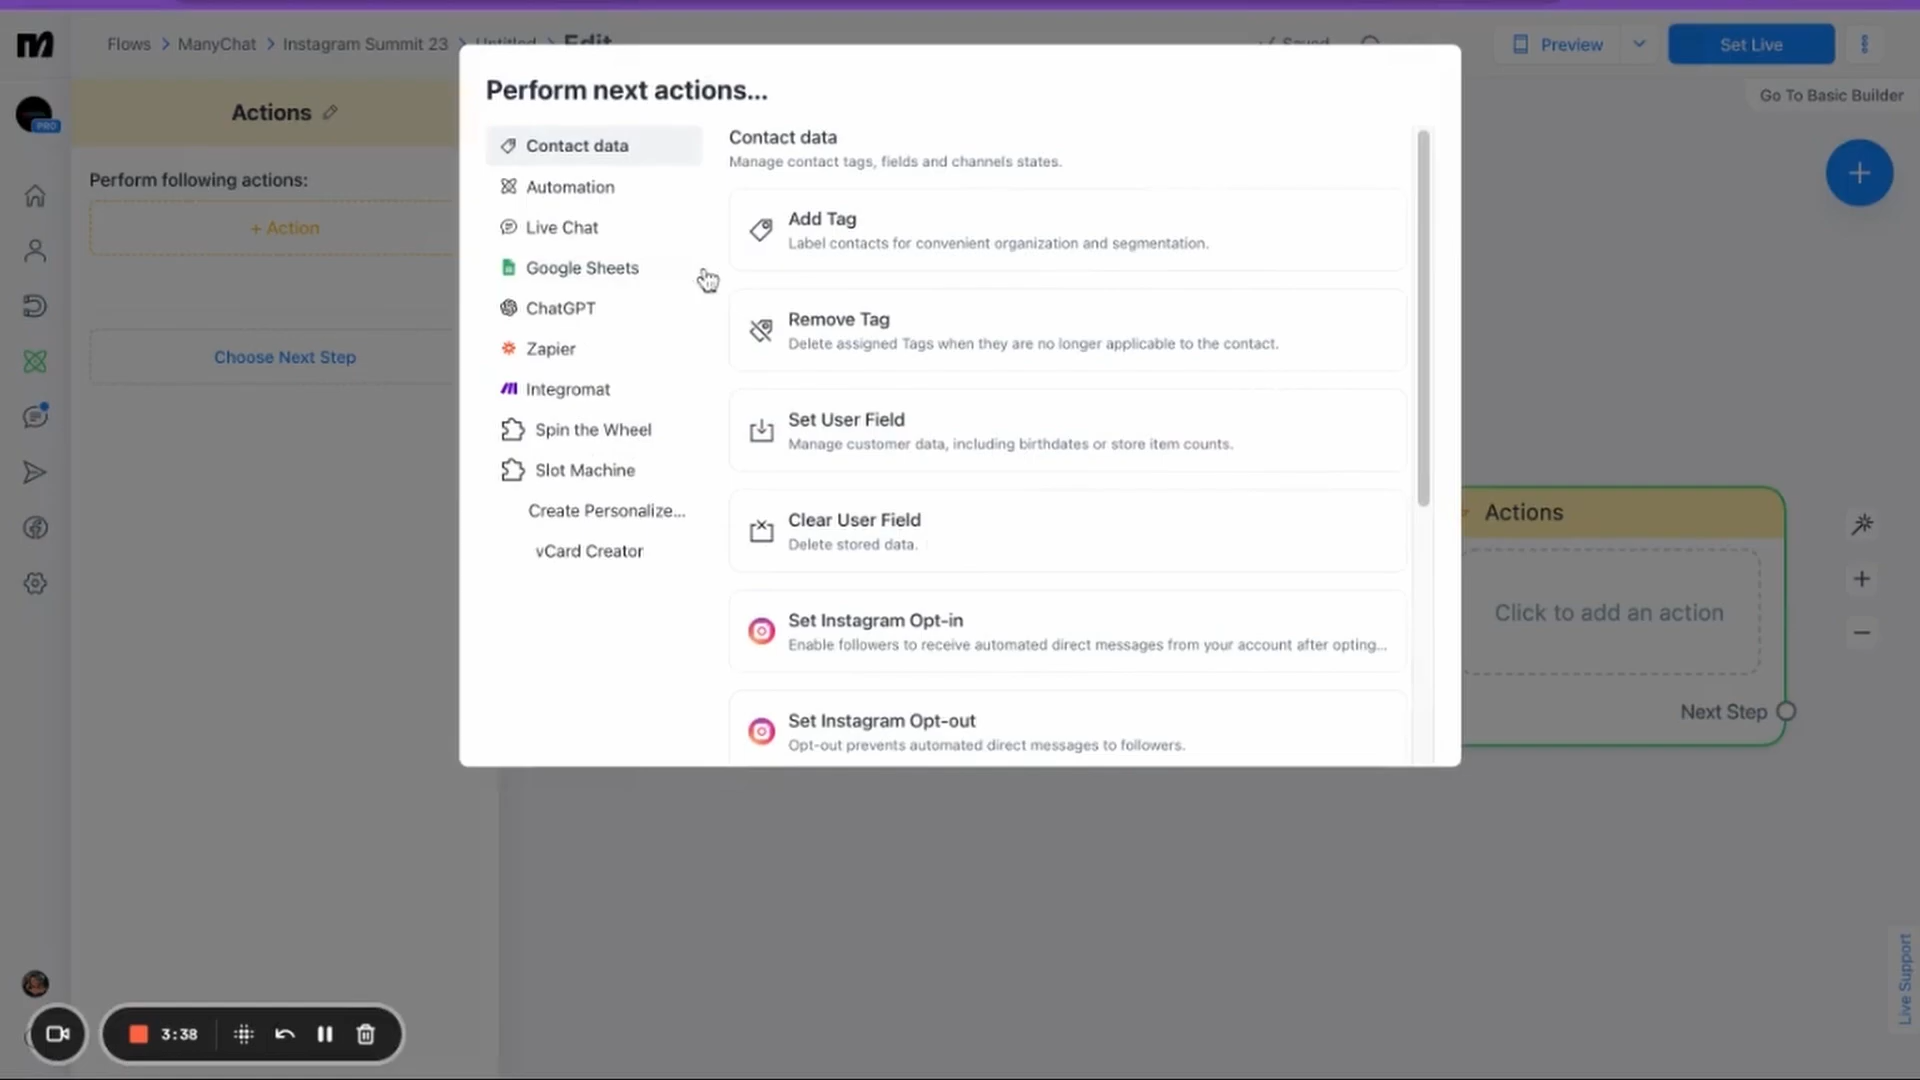 Flows > ManyChat > Instagram Summit 23 > Untitled > Edit
Saved
Preview
Set Live
Go To Basic Builder
PRO
Actions
Perform following actions:
+ Action
Choose Next Step
Perform next actions...
Contact data
Automation
Live Chat
Google Sheets
ChatGPT
Zapier
Integromat
Spin the Wheel
Slot Machine
Create Personalize...
vCard Creator
Contact data
Manage contact tags, fields and channels states.
Add Tag
Label contacts for convenient organization and segmentation.
Remove Tag
Delete assigned Tags when they are no longer applicable to the contact.
Set User Field
Manage customer data, including birthdates or store item counts.
Clear User Field
Delete stored data.
Set Instagram Opt-in
Enable followers to receive automated direct messages from your account after opting...
Set Instagram Opt-out
Opt-out prevents automated direct messages to followers.
Actions
Click to add an action
Next Step
Live Support
3:38